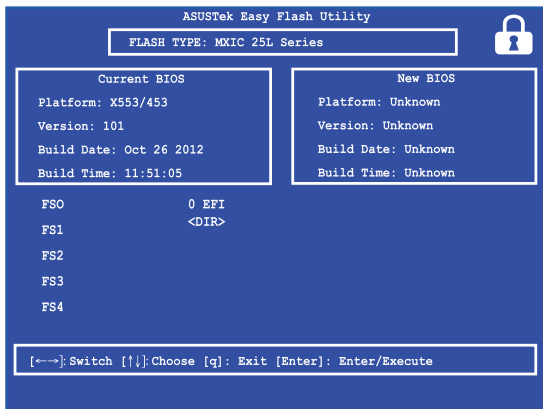 ASUSTek Easy Flash Utility
FLASH TYPE: MXIC 25L Series
Current BIOS
Platform: X553/453
Version: 101
Build Date: Oct 26 2012
Build Time: 11:51:05
New BIOS
Platform: Unknown
Version: Unknown
Build Date: Unknown
Build Time: Unknown
FSO 0 EFI
FS1 <DIR>
FS2
FS3
FS4
[←→]: Switch [↑↓]: Choose [q]: Exit [Enter]: Enter/Execute